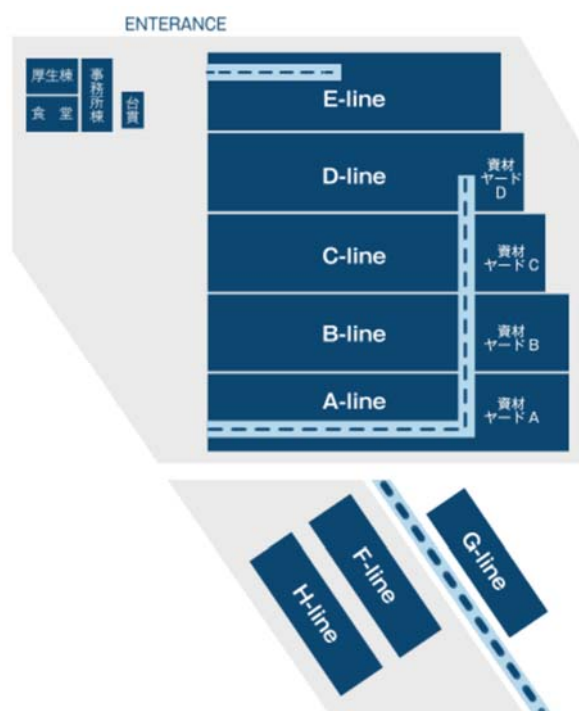 ENTERANCE
厚生棟
食 堂
事務所棟
台貫
E-line
D-line
資材
ヤード
D
C-line
資材
ヤード C
B-line
資材
ヤード B
A-line
資材
ヤード A
G-line
F-line
H-line